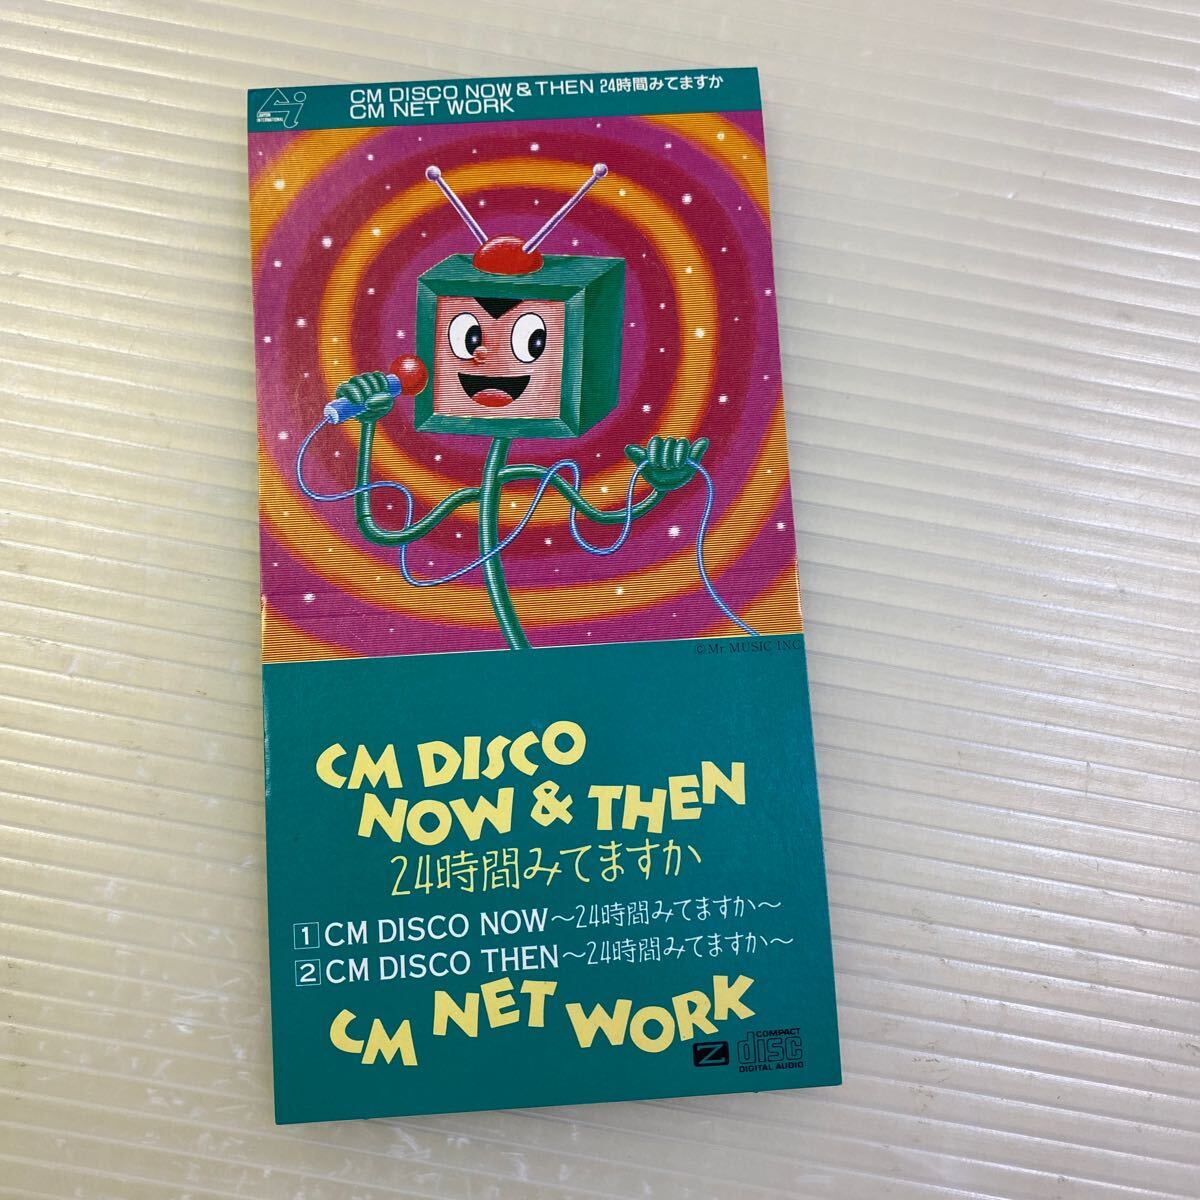 CM DISCO NOW & THEN 24時間みてますか
CM NET WORK
JAPAN
INTERNATIONAL
©Mr. MUSIC INC
CM DISCO
NOW & THEN
24時間みてますか
1 CM DISCO NOW〜24時間みてますか〜
2 CM DISCO THEN〜24時間みてますか〜
CM NET WORK
Z
COMPACT
disc
DIGITAL AUDIO